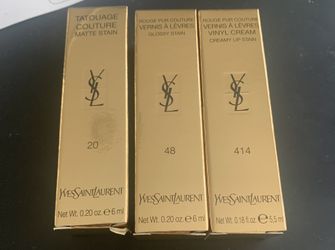 TATOUAGE
COUTURE
MATTE STAIN
YSL
20
YVESSAINTLAURENT
Net Wt. 0.20 oz. ℮ 6 ml
ROUGE PUR COUTURE
VERNIS À LÈVRES
GLOSSY STAIN
YSL
48
YVESSAINTLAURENT
Net Wt. 0.20 oz. ℮ 6 ml
ROUGE PUR COUTURE
VERNIS À LÈVRES
VINYL CREAM
CREAMY LIP STAIN
YSL
414
YVESSAINTLAURENT
Net Wt. 0.18 fl oz ℮ 5,5 ml